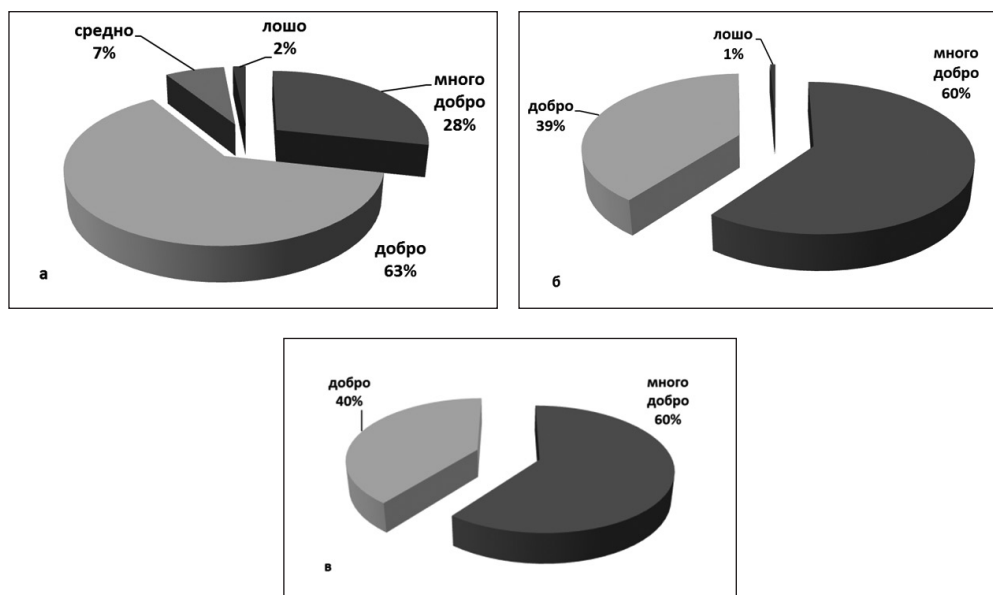 средно
7%
лошо
2%
много
добро
28%
добро
63%
а
лошо
1%
много
добро
60%
добро
39%
б
добро
40%
много
добро
60%
в